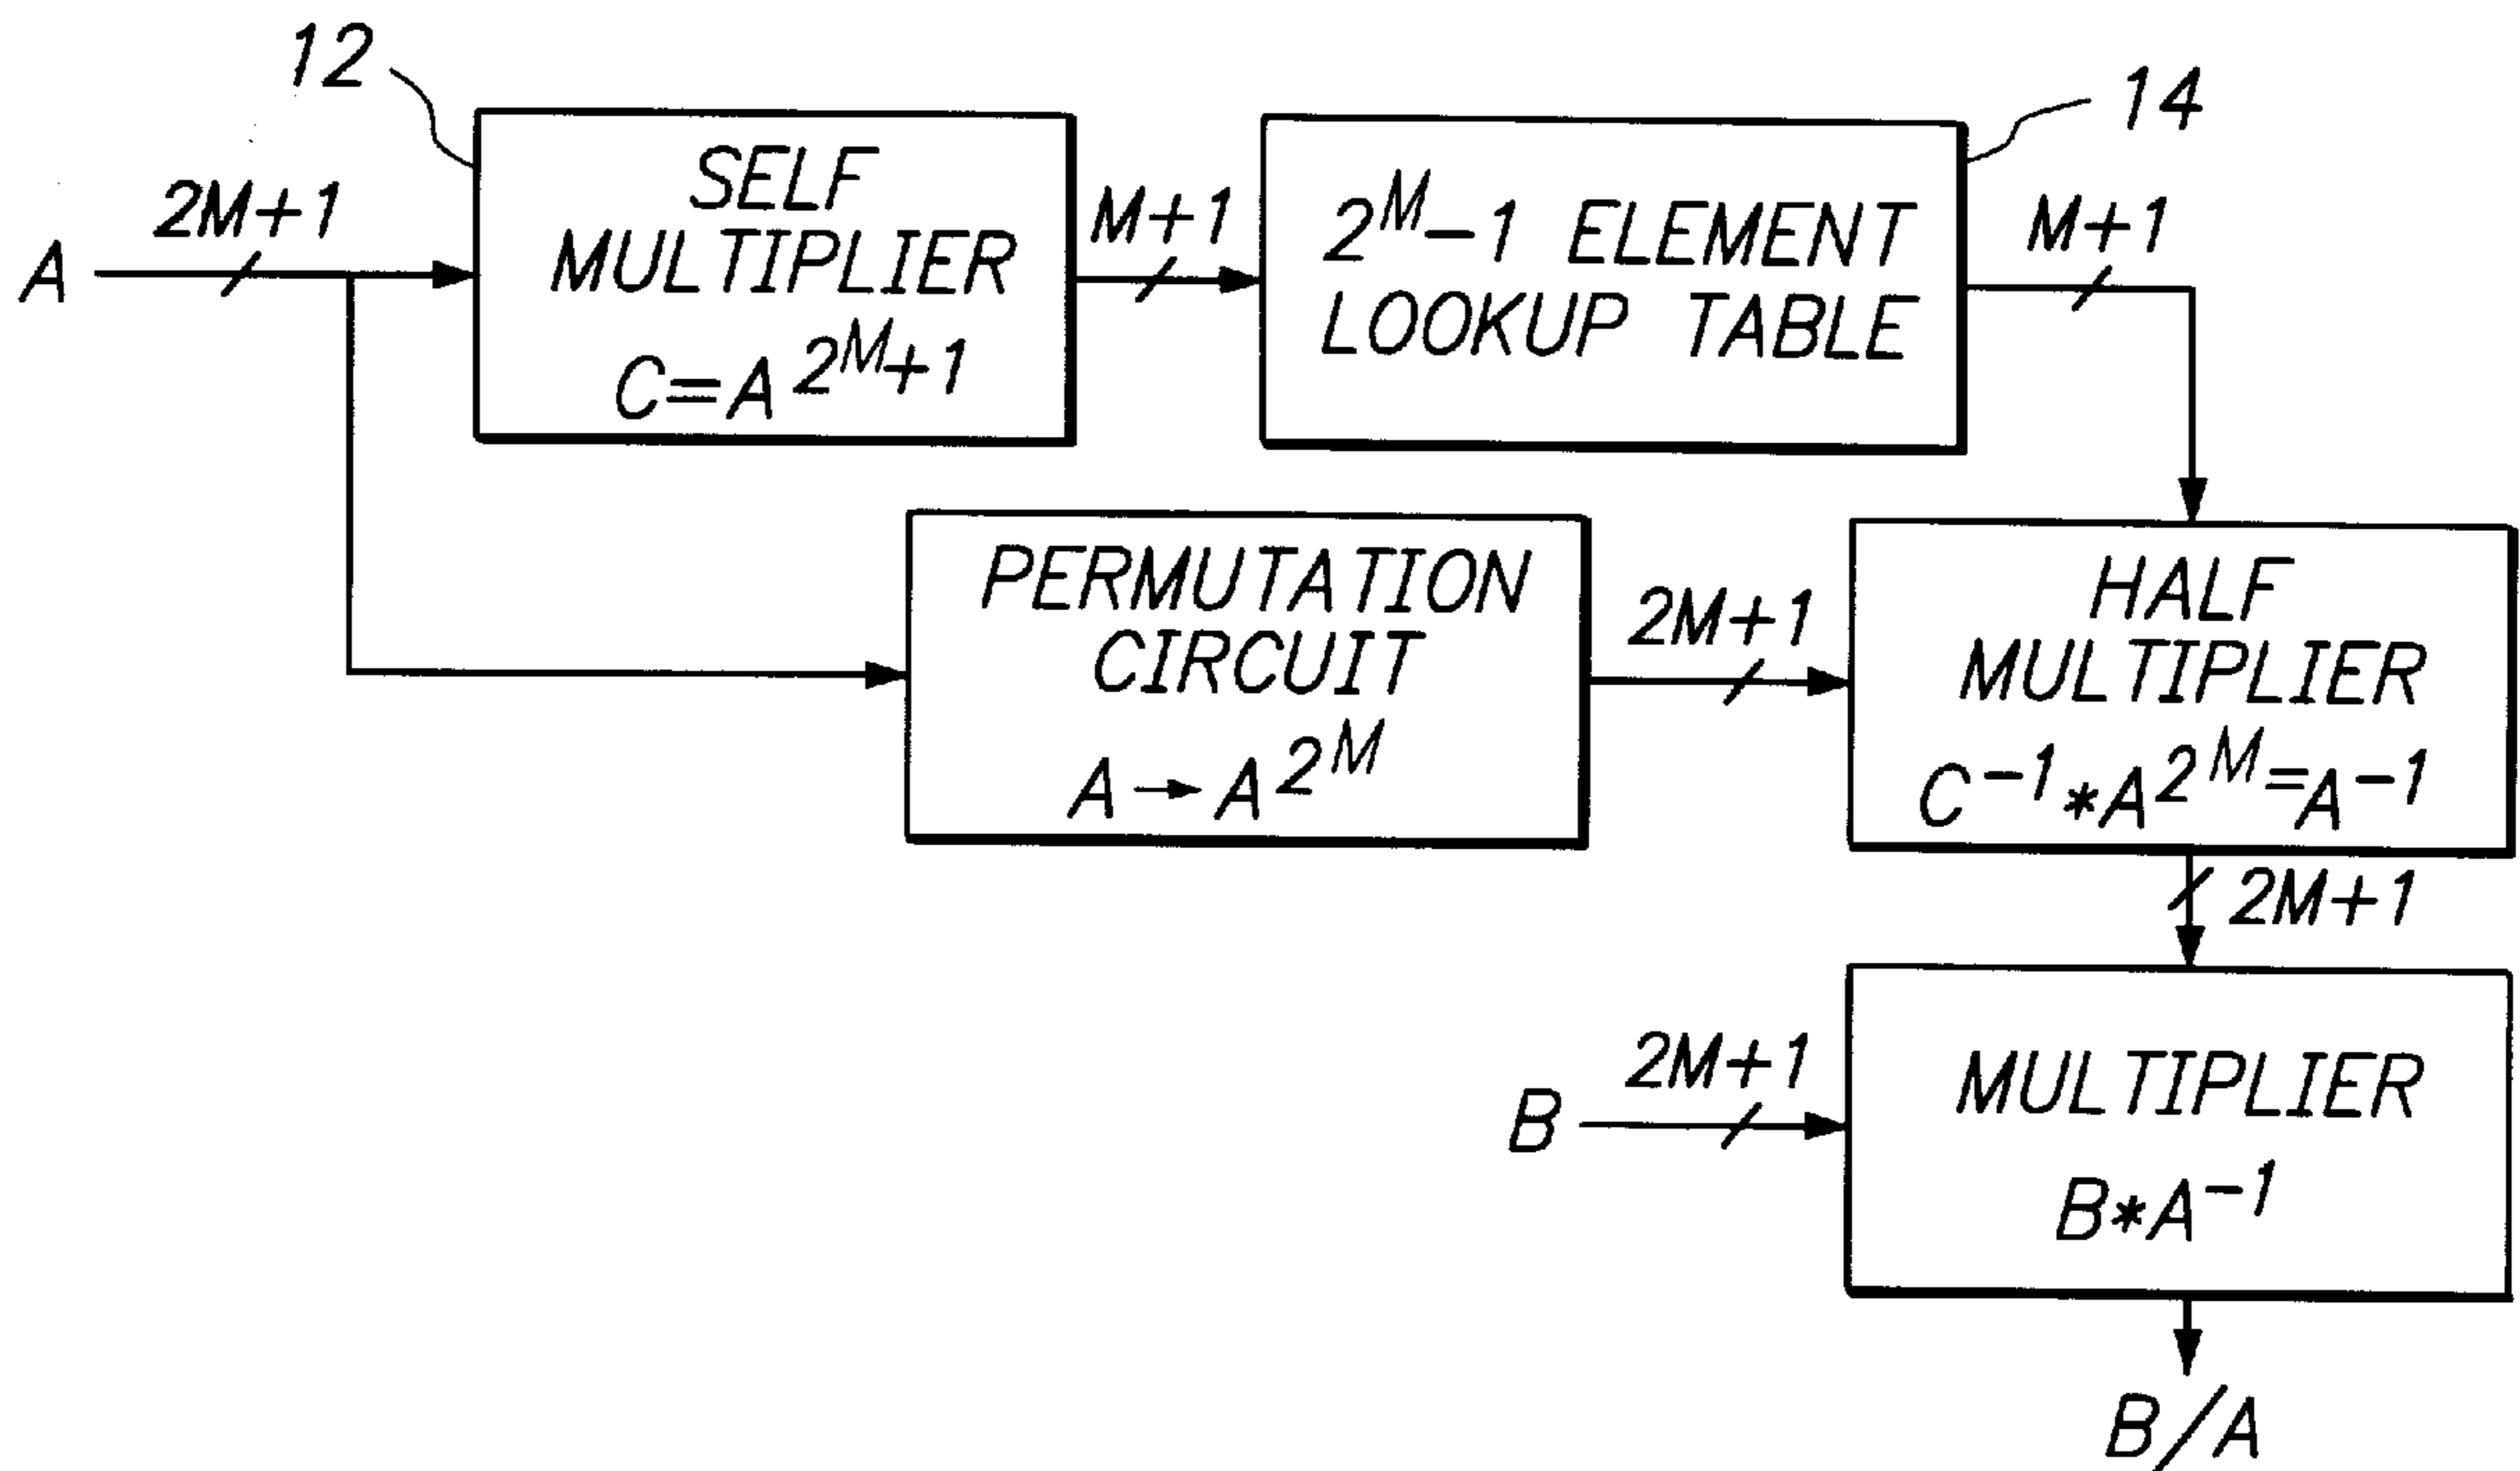 12
14
A
2M+1
SELF
MULTIPLIER
C=A^2^M+1
M+1
2^M-1 ELEMENT
LOOKUP TABLE
M+1
PERMUTATION
CIRCUIT
A→A^2^M
2M+1
HALF
MULTIPLIER
C^-1*A^2^M=A^-1
2M+1
B
2M+1
MULTIPLIER
B*A^-1
B/A